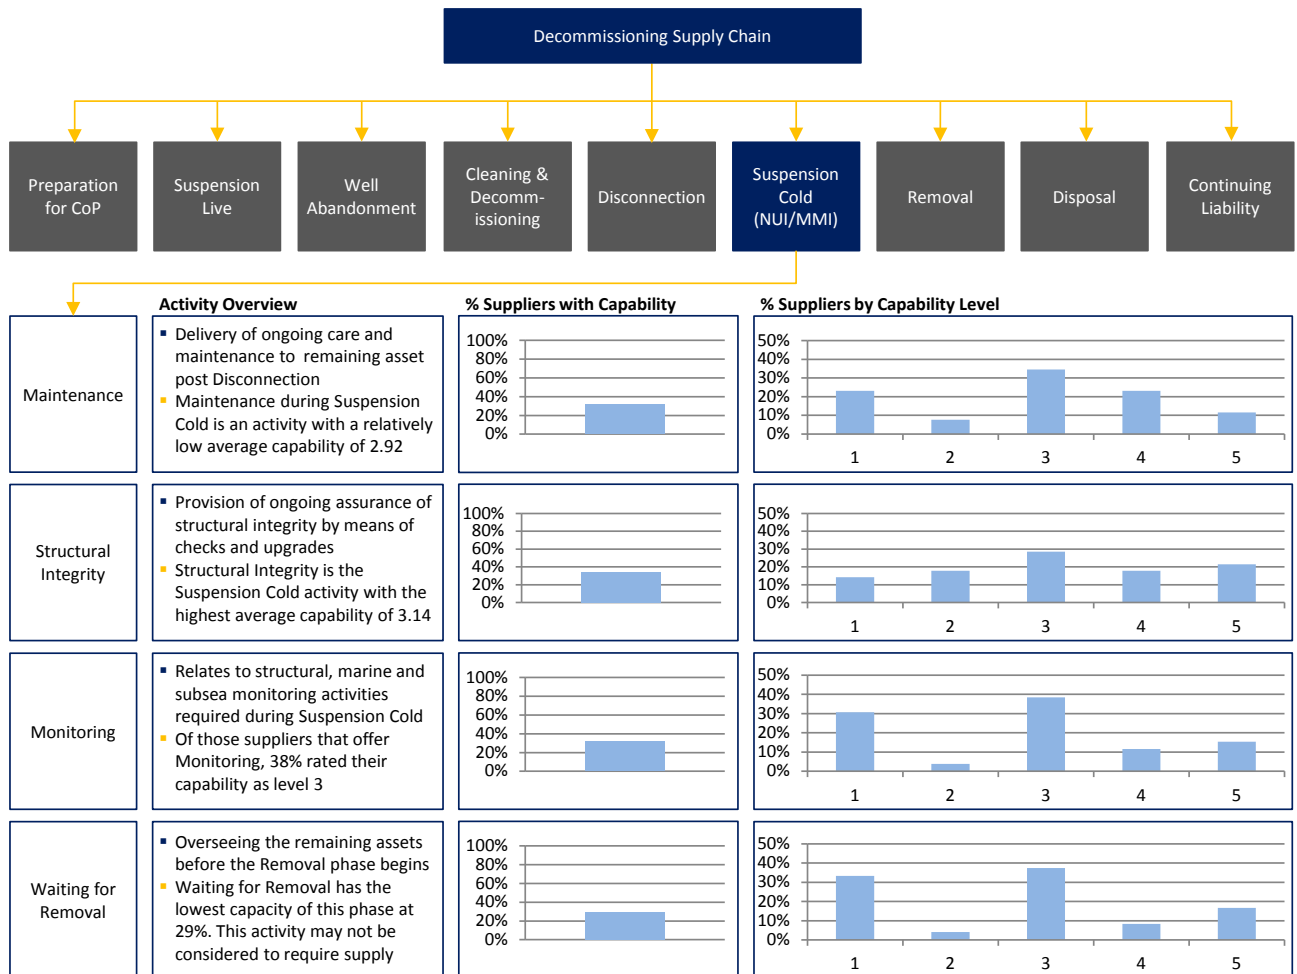 Decommissioning Supply Chain
Preparation
for CoP
Suspension
Live
Well
Abandonment
Cleaning &
Decomm-
issioning
Disconnection
Suspension
Cold
(NUI/MMI)
Removal
Disposal
Continuing
Liability
Activity Overview
% Suppliers with Capability
% Suppliers by Capability Level
Maintenance
▪ Delivery of ongoing care and
maintenance to remaining asset
post Disconnection
▪ Maintenance during Suspension
Cold is an activity with a relatively
low average capability of 2.92
100%
80%
60%
40%
20%
0%
50%
40%
30%
20%
10%
0%
1 2 3 4 5
Structural
Integrity
▪ Provision of ongoing assurance of
structural integrity by means of
checks and upgrades
▪ Structural Integrity is the
Suspension Cold activity with the
highest average capability of 3.14
100%
80%
60%
40%
20%
0%
50%
40%
30%
20%
10%
0%
1 2 3 4 5
Monitoring
▪ Relates to structural, marine and
subsea monitoring activities
required during Suspension Cold
▪ Of those suppliers that offer
Monitoring, 38% rated their
capability as level 3
100%
80%
60%
40%
20%
0%
50%
40%
30%
20%
10%
0%
1 2 3 4 5
Waiting for
Removal
▪ Overseeing the remaining assets
before the Removal phase begins
▪ Waiting for Removal has the
lowest capacity of this phase at
29%. This activity may not be
considered to require supply
100%
80%
60%
40%
20%
0%
50%
40%
30%
20%
10%
0%
1 2 3 4 5